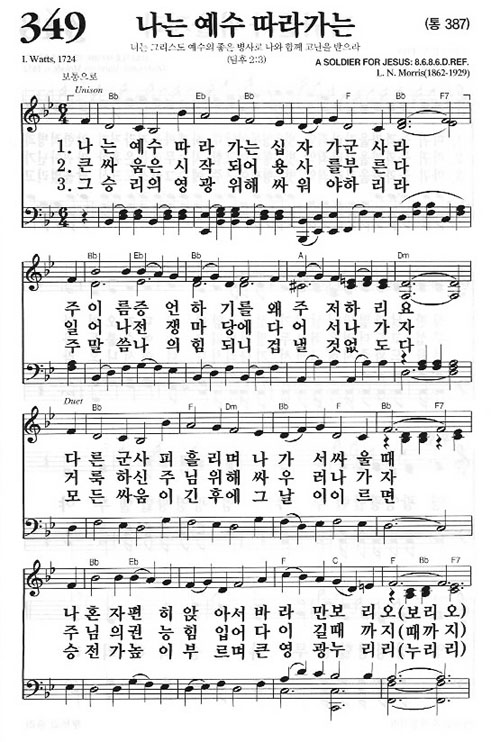 349
나는 예수 따라가는
(통 387)
너는 그리스도 예수의 좋은 병사로 나와 함께 고난을 받으라
(딤후 2:3)
I. Watts, 1724
A SOLDIER FOR JESUS: 8.6.8.6.D.REF.
L. N. Morris(1862-1929)
보통으로
Unison
Bb Eb Bb Eb Bb F7
1. 나 는 예수 따 라 가는 십 자 가군 사 라
2. 큰 싸 움은 시 작 되어 용 사 를부 른 다
3. 그 승 리의 영 광 위해 싸 워 야하 리 라
Bb Eb Bb A Dm
주 이 름증 언 하 기를 왜 주 저하 리 요
일 어 나전 쟁 마 당에 다 어 서나 가 자
주 말 씀나 의 힘 되니 겁 낼 것없 도 다
Duet
Bb F Dm Bb F Bb F7
다 른 군사 피 흘리 며 나 가 서싸 울 때
거 룩 하신 주 님위 해 싸 우 러나 가 자
모 든 싸움 이 긴후 에 그 날 이이 르 면
Bb Eb F C F Bb F7
나 혼 자편 히 앉 아서 바 라 만보 리 오 (보 리 오)
주 님 의권 능 힘 입어 다 이 길때 까 지 (때 까 지)
승 전 가높 이 부 르며 큰 영 광누 리 리 (누 리 리)